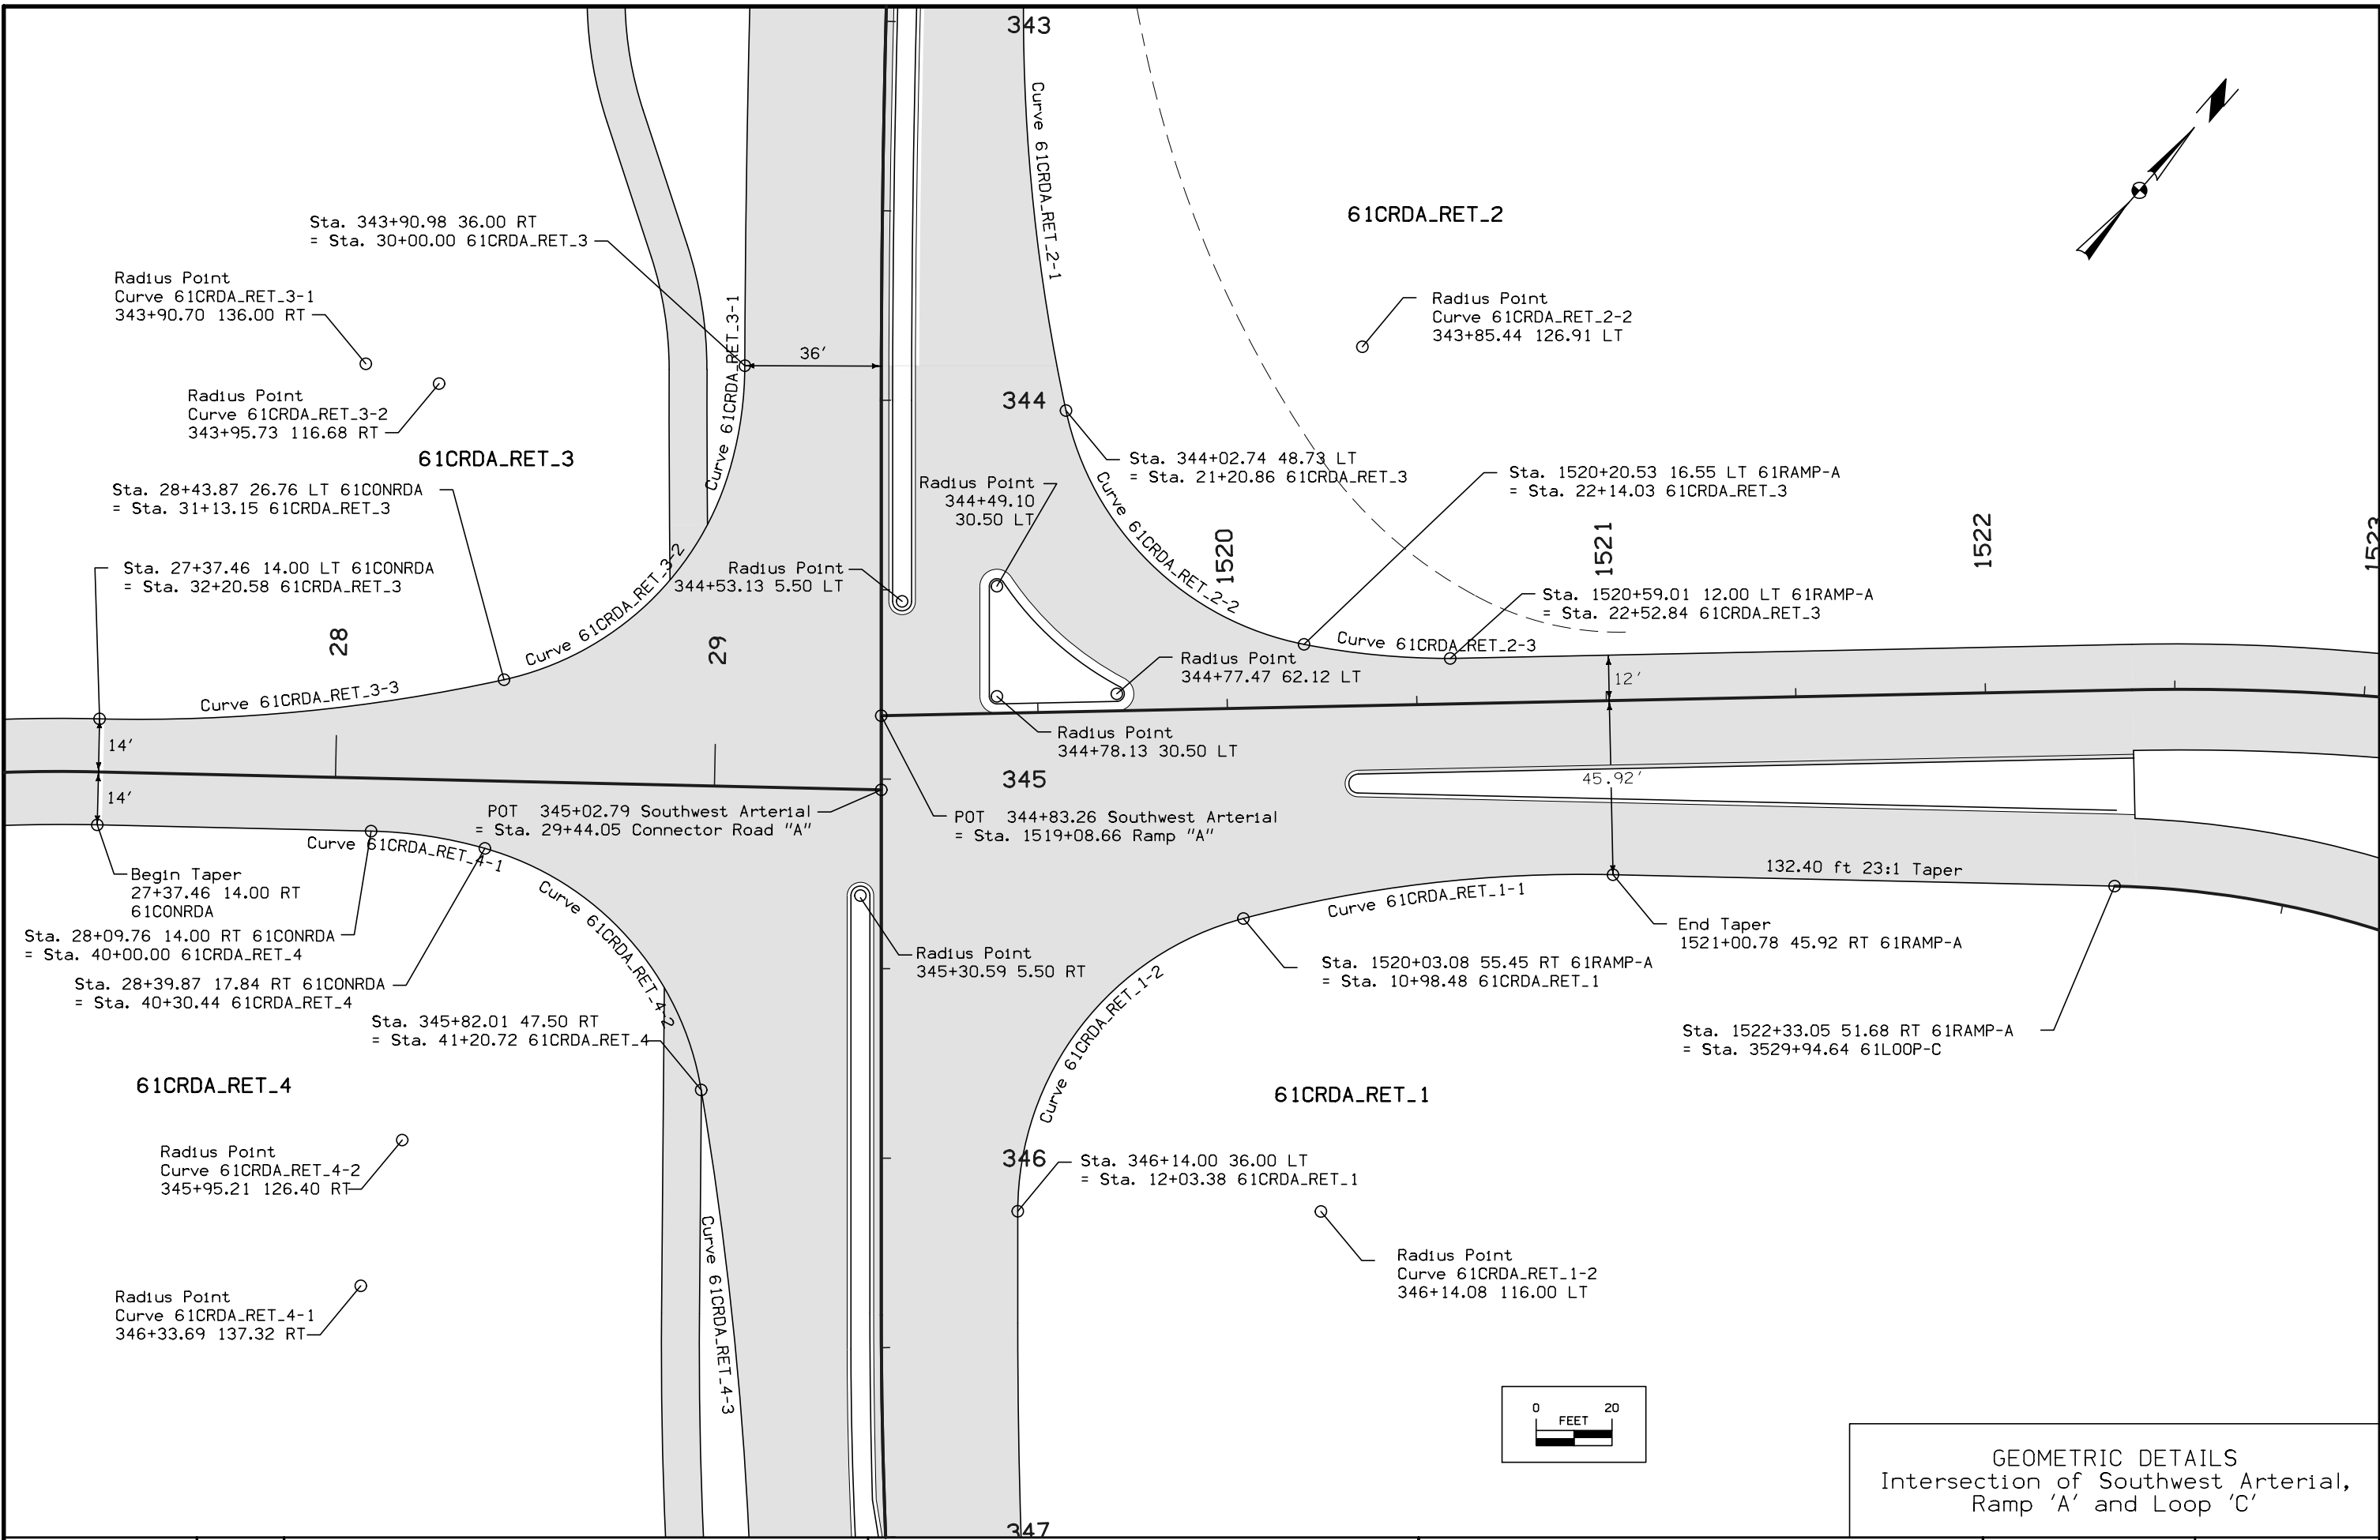 343
Curve 61CRDA_RET_2-1
61CRDA_RET_2
Sta. 343+90.98 36.00 RT
= Sta. 30+00.00 61CRDA_RET_3
Radius Point
Curve 61CRDA_RET_3-1
343+90.70 136.00 RT
Curve 61CRDA_RET_3-1
36'
Radius Point
Curve 61CRDA_RET_2-2
343+85.44 126.91 LT
Radius Point
Curve 61CRDA_RET_3-2
343+95.73 116.68 RT
344
61CRDA_RET_3
Sta. 344+02.74 48.73 LT
= Sta. 21+20.86 61CRDA_RET_3
Sta. 1520+20.53 16.55 LT 61RAMP-A
= Sta. 22+14.03 61CRDA_RET_3
Sta. 28+43.87 26.76 LT 61CONRDA
= Sta. 31+13.15 61CRDA_RET_3
Radius Point
344+49.10
30.50 LT
Curve 61CRDA_RET_2-2
1520
1521
1522
1523
Sta. 27+37.46 14.00 LT 61CONRDA
= Sta. 32+20.58 61CRDA_RET_3
Radius Point
344+53.13 5.50 LT
Curve 61CRDA
Curve 61CRDA_RET_3-2
Sta. 1520+59.01 12.00 LT 61RAMP-A
= Sta. 22+52.84 61CRDA_RET_3
28
29
Curve 61CRDA_RET_2-3
Radius Point
344+77.47 62.12 LT
12'
Curve 61CRDA_RET_3-3
Radius Point
344+78.13 30.50 LT
14'
14'
345
45.92'
POT 345+02.79 Southwest Arterial
= Sta. 29+44.05 Connector Road "A"
POT 344+83.26 Southwest Arterial
= Sta. 1519+08.66 Ramp "A"
Curve 61CRDA_RET_4-1
132.40 ft 23:1 Taper
Begin Taper
27+37.46 14.00 RT
61CONRDA
Curve 61CRDA_RET_4-2
Curve 61CRDA_RET_1-1
End Taper
1521+00.78 45.92 RT 61RAMP-A
Sta. 28+09.76 14.00 RT 61CONRDA
= Sta. 40+00.00 61CRDA_RET_4
Radius Point
345+30.59 5.50 RT
Sta. 1520+03.08 55.45 RT 61RAMP-A
= Sta. 10+98.48 61CRDA_RET_1
Sta. 28+39.87 17.84 RT 61CONRDA
= Sta. 40+30.44 61CRDA_RET_4
Curve 61CRDA_RET_1-2
Sta. 345+82.01 47.50 RT
= Sta. 41+20.72 61CRDA_RET_4
Sta. 1522+33.05 51.68 RT 61RAMP-A
= Sta. 3529+94.64 61LOOP-C
61CRDA_RET_4
61CRDA_RET_1
346
Sta. 346+14.00 36.00 LT
= Sta. 12+03.38 61CRDA_RET_1
Radius Point
Curve 61CRDA_RET_4-2
345+95.21 126.40 RT
Curve 61CRDA_RET_4-3
Radius Point
Curve 61CRDA_RET_1-2
346+14.08 116.00 LT
Radius Point
Curve 61CRDA_RET_4-1
346+33.69 137.32 RT
0 20
FEET
GEOMETRIC DETAILS
Intersection of Southwest Arterial,
Ramp 'A' and Loop 'C'
347